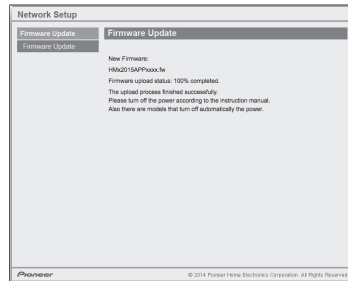 Network Setup
Firmware Update
Firmware Update
Firmware Update
New Firmware:
HMx2015APPxxxx.fw
Firmware upload status: 100% completed.
The upload process finished successfully.
Please turn off the power according to the instruction manual.
Also there are models that turn off automatically the power.
Pioneer
© 2014 Pioneer Home Electronics Corporation. All Rights Reserved